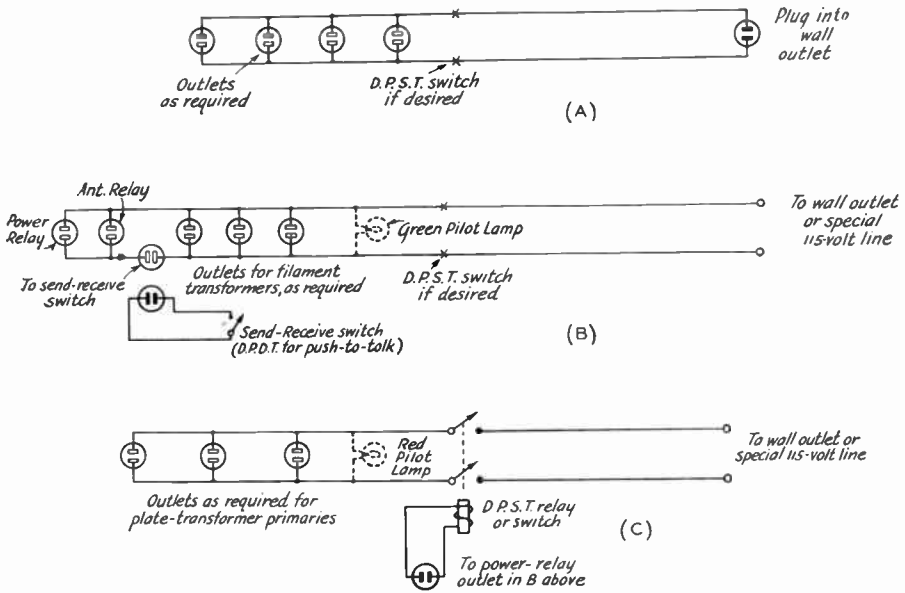 Plug into
wall
outlet
Outlets
as required
D.P.S.T. switch
if desired
(A)
Ant. Relay
Power
Relay
Green Pilot Lamp
To wall outlet
or special
115-volt line
To send-receive
switch
Outlets for filament
transformers, as required
D.P.S.T. switch
if desired
Send-Receive switch
(D.P.D.T. for push-to-talk)
(B)
Red
Pilot
Lamp
To wall outlet or
special 115-volt line
Outlets as required for
plate-transformer primaries
D.P.S.T. relay
or switch
(C)
To power-relay
outlet in B above